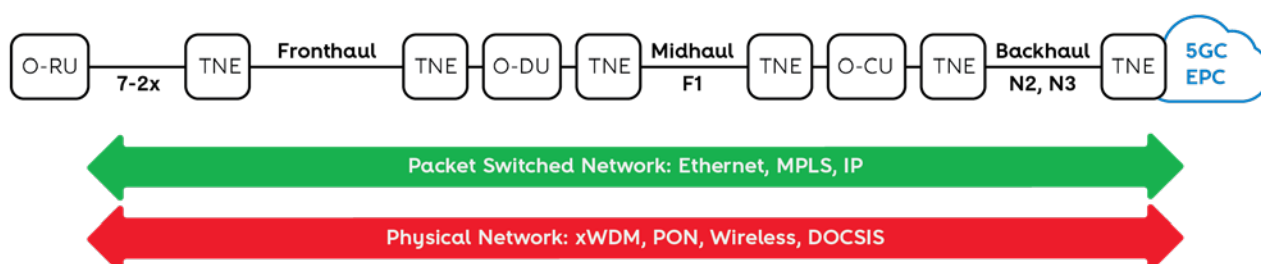 O-RU
7-2x
TNE
Fronthaul
TNE
O-DU
TNE
Midhaul
F1
TNE
O-CU
TNE
Backhaul
N2, N3
TNE
5GC
EPC
Packet Switched Network: Ethernet, MPLS, IP
Physical Network: xWDM, PON, Wireless, DOCSIS